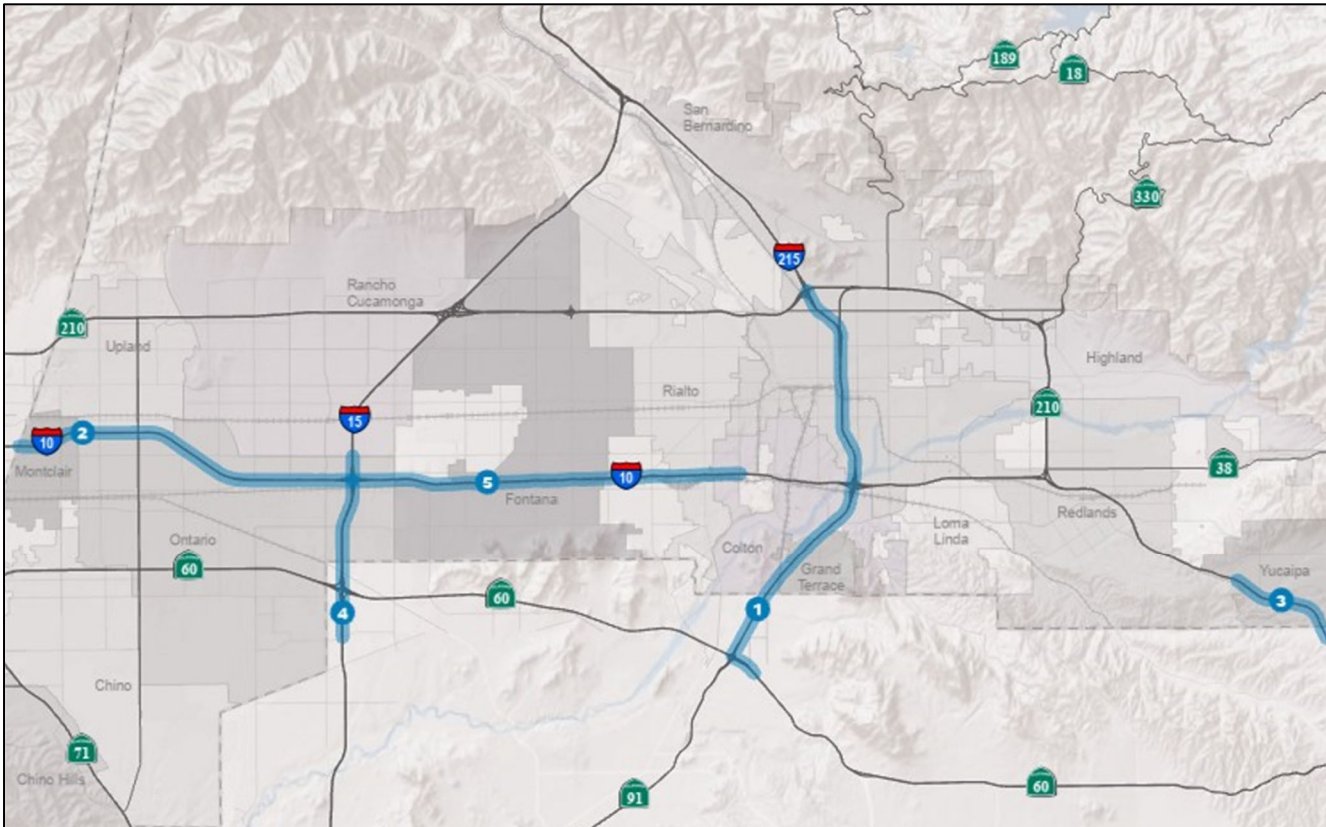 189
18
San
Bernardino
330
215
Rancho
Cucamonga
210
Upland
Highland
Rialto
15
210
2
10
Montclair
38
10
5
Fontana
Redlands
Loma
Linda
Ontario
Colton
60
Grand
Terrace
Yucaipa
60
3
4
1
Chino
71
Chino Hills
60
91